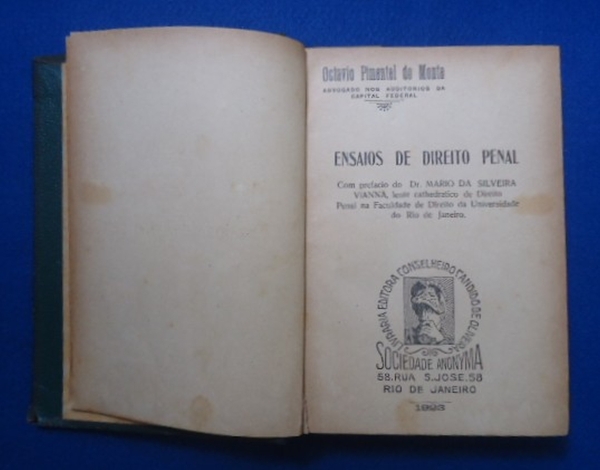 Octavio Pimentel do Monte
ADVOGADO NOS AUDITORIOS DA
CAPITAL FEDERAL
ENSAIOS DE DIREITO PENAL
Com prefacio do Dr. MARIO DA SILVEIRA
VIANNA, lente cathedratico de Direito
Penal na Faculdade de Direito da Universidade
do Rio de Janeiro.
LIVRARIA EDITORA CONSELHEIRO CANDIDO DE OLIVEIRA
SOCIEDADE ANONYMA
58. RUA S. JOSE. 58
RIO DE JANEIRO
1923